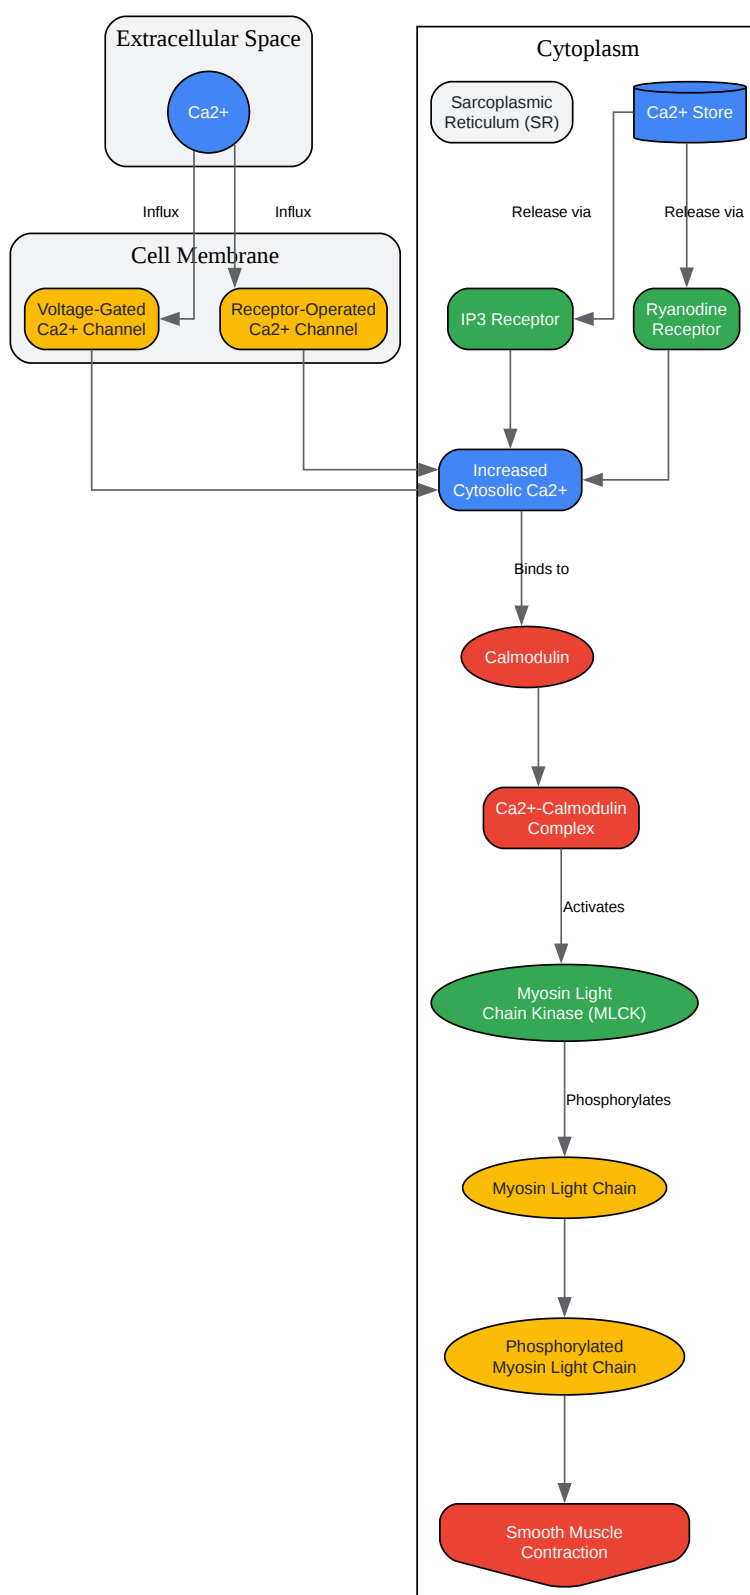 Extracellular Space
Ca2+
Influx
Influx
Cell Membrane
Voltage-Gated
Ca2+ Channel
Receptor-Operated
Ca2+ Channel
Cytoplasm
Sarcoplasmic
Reticulum (SR)
Ca2+ Store
Release via
Release via
IP3 Receptor
Ryanodine
Receptor
Increased
Cytosolic Ca2+
Binds to
Calmodulin
Ca2+-Calmodulin
Complex
Activates
Myosin Light
Chain Kinase (MLCK)
Phosphorylates
Myosin Light Chain
Phosphorylated
Myosin Light Chain
Smooth Muscle
Contraction